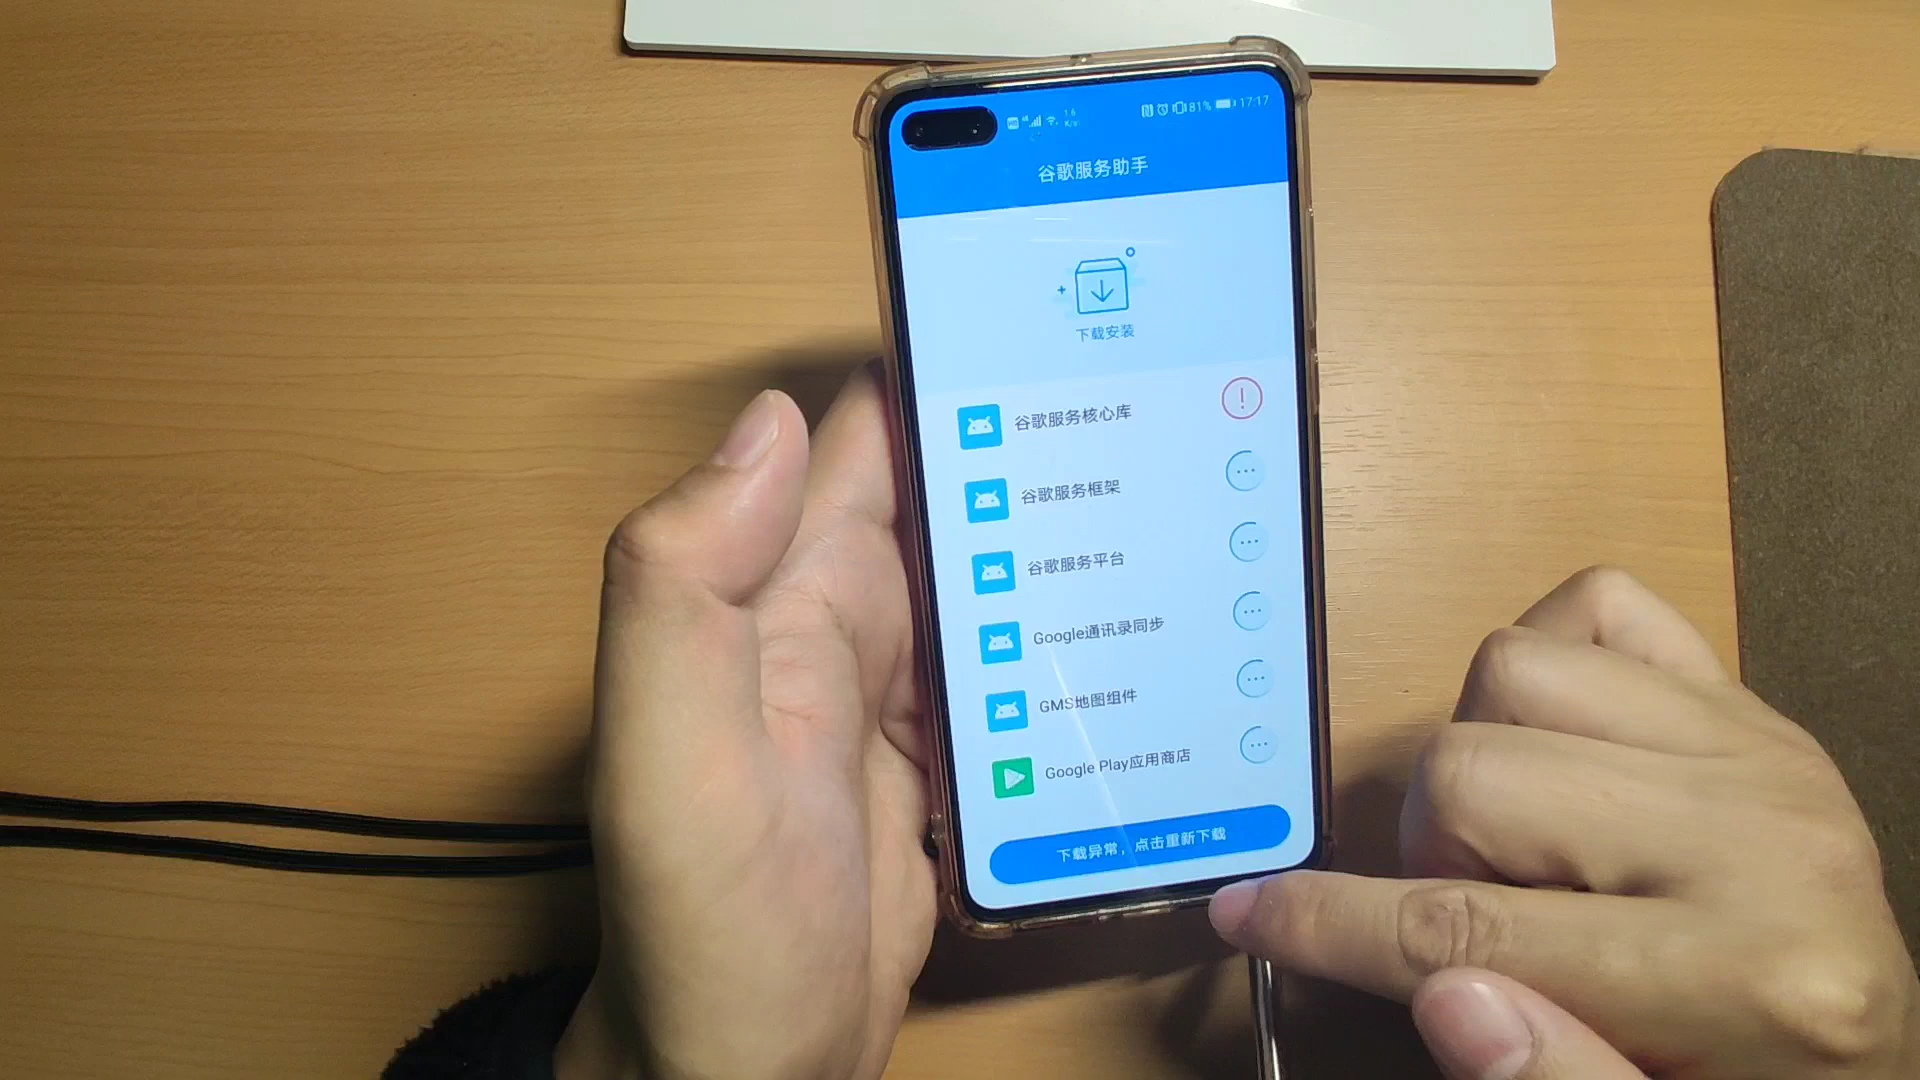 81% 17:17
谷歌服务助手
下载安装
谷歌服务核心库
谷歌服务框架
谷歌服务平台
Google通讯录同步
GMS地图组件
Google Play应用商店
下载异常，点击重新下载